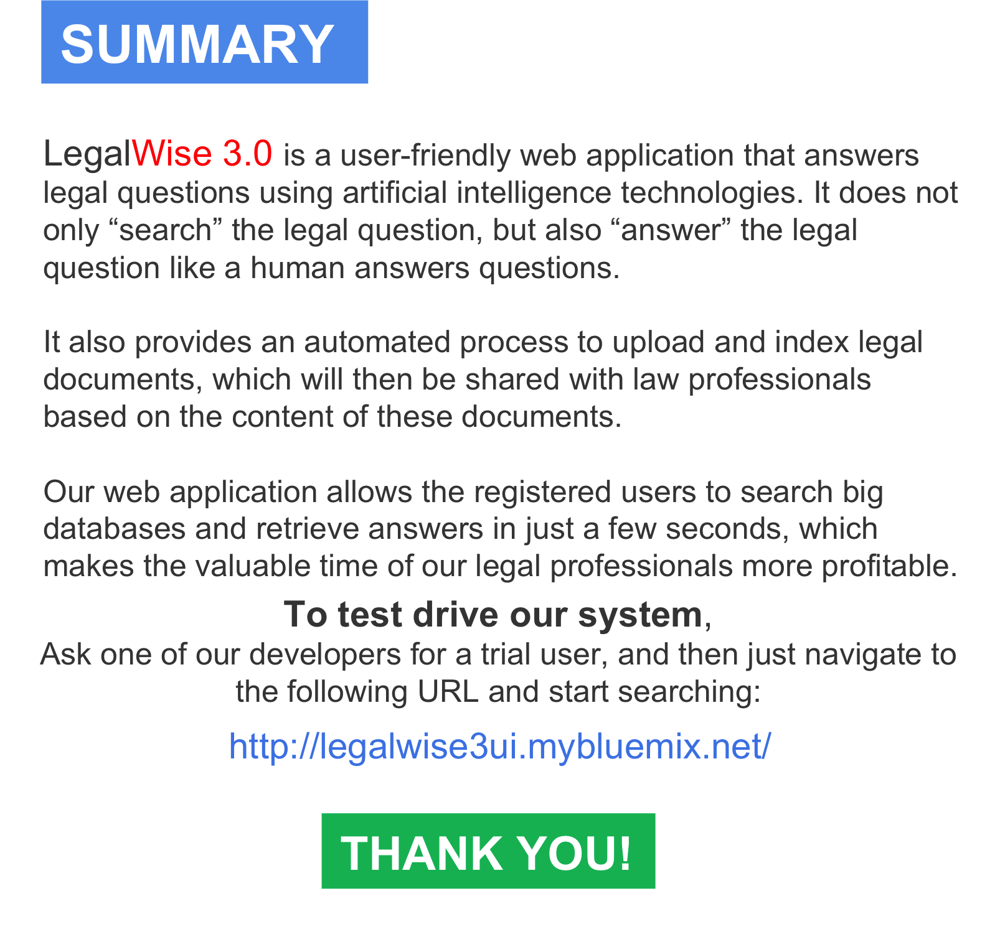 SUMMARY
LegalWise 3.0 is a user-friendly web application that answers
legal questions using artificial intelligence technologies. It does not
only “search” the legal question, but also “answer” the legal
question like a human answers questions.
It also provides an automated process to upload and index legal
documents, which will then be shared with law professionals
based on the content of these documents.
Our web application allows the registered users to search big
databases and retrieve answers in just a few seconds, which
makes the valuable time of our legal professionals more profitable.
To test drive our system,
Ask one of our developers for a trial user, and then just navigate to
the following URL and start searching:
http://legalwise3ui.mybluemix.net/
THANK YOU!